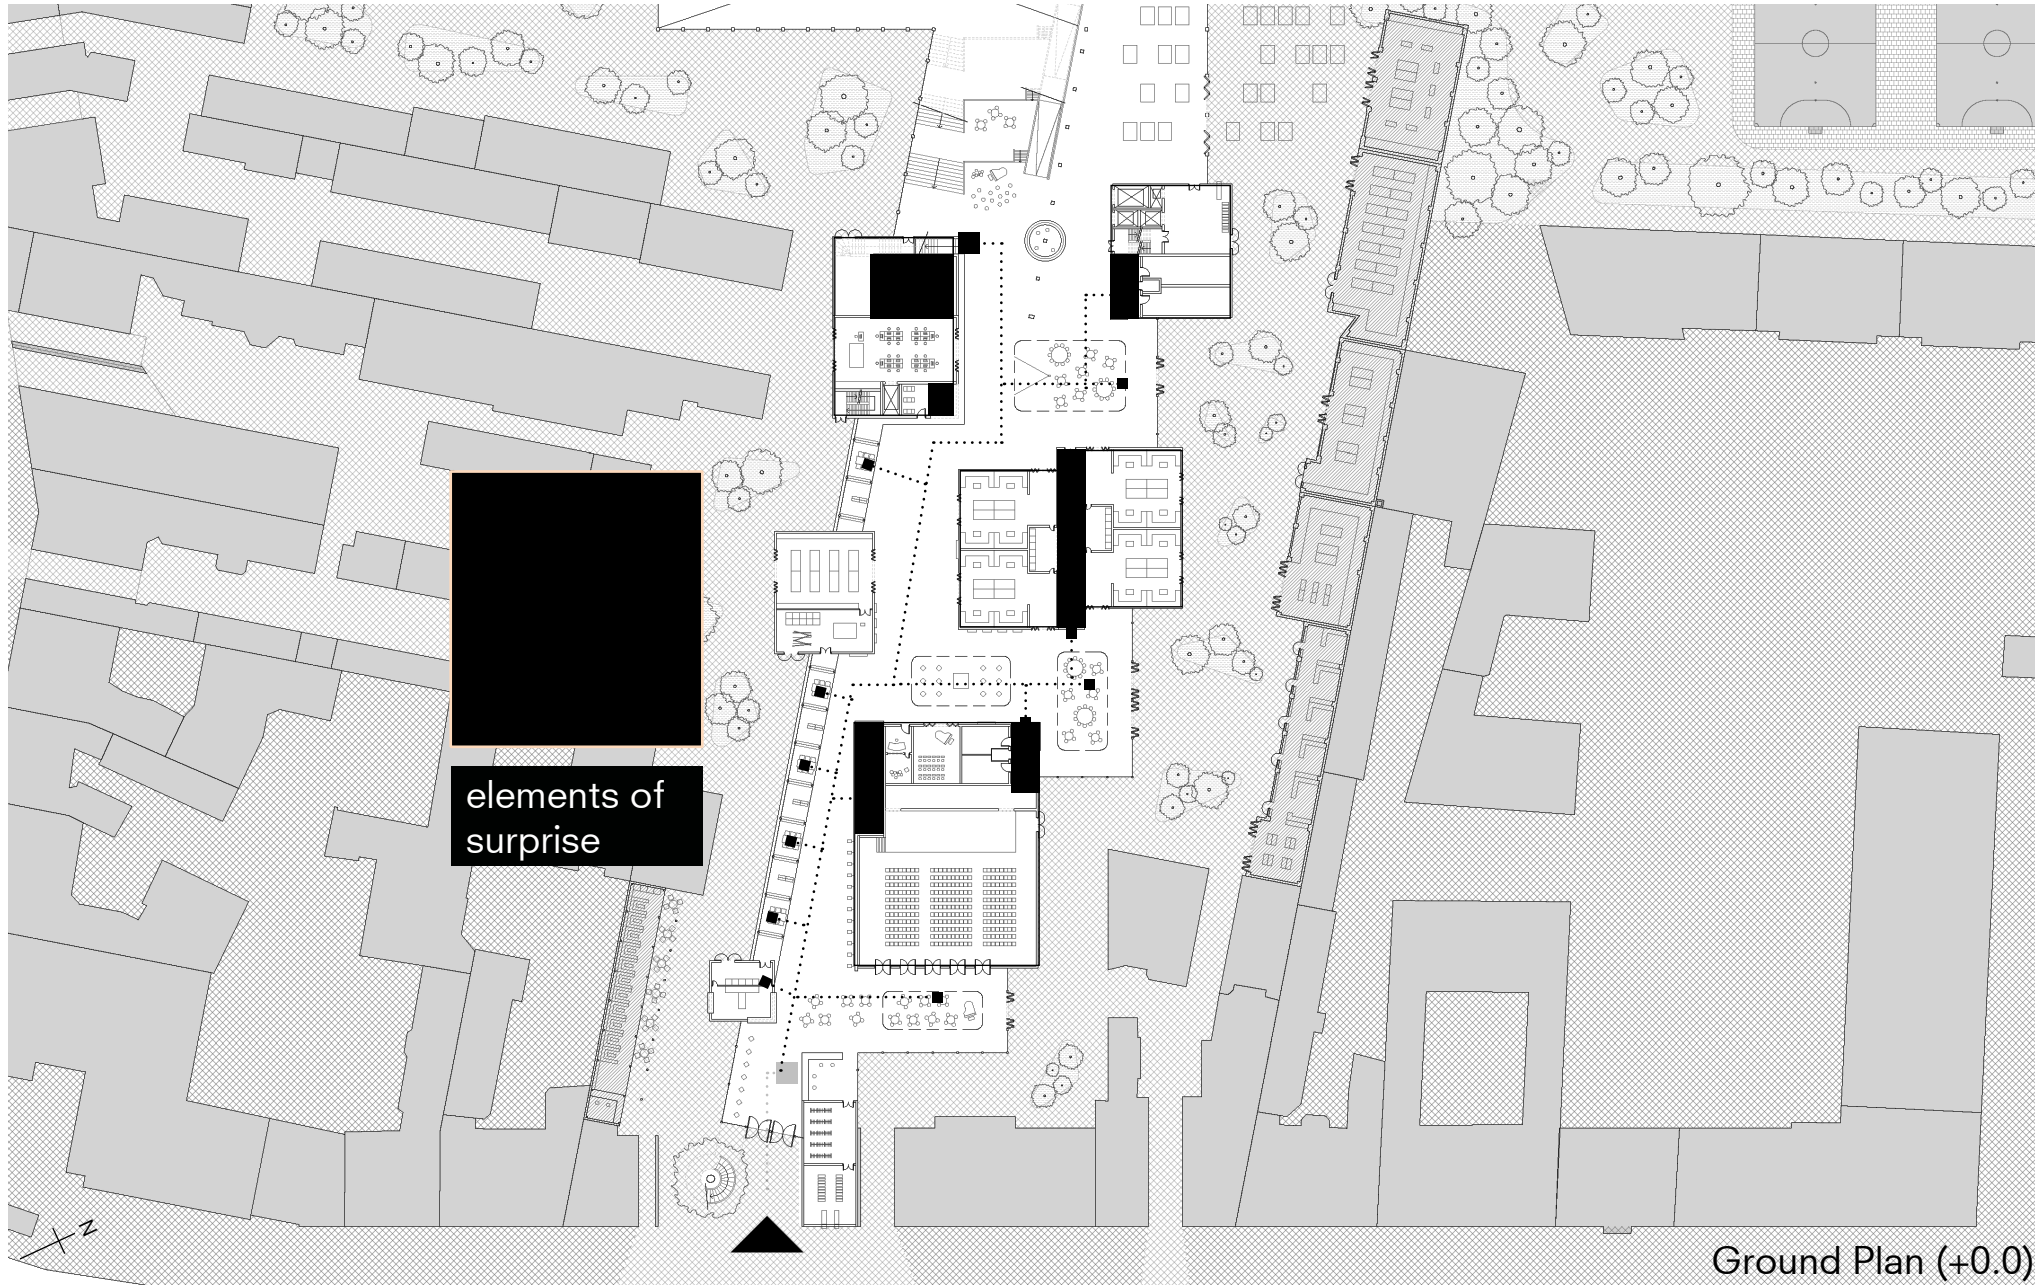 elements of
surprise
N
Ground Plan (+0.0)